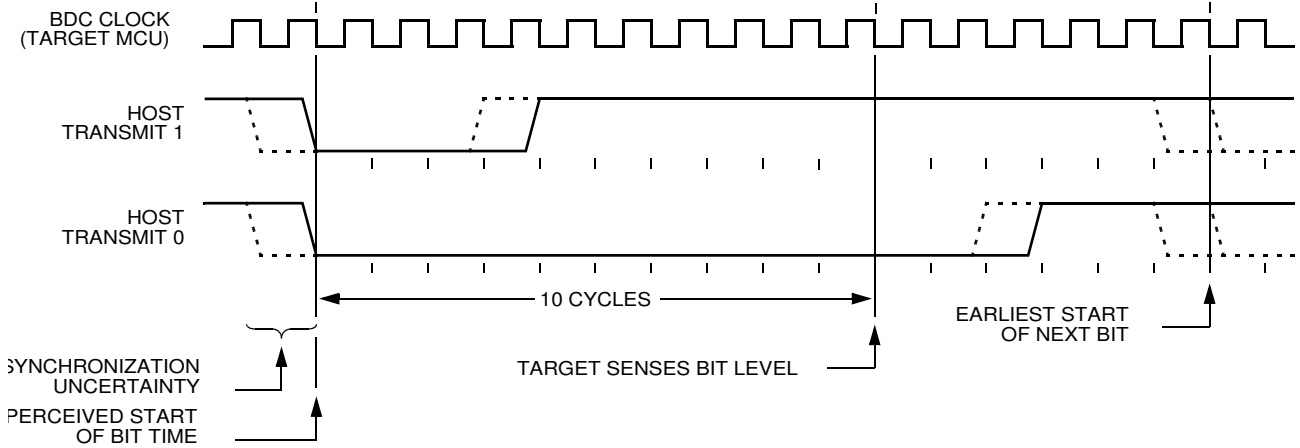 BDC CLOCK
(TARGET MCU)
HOST
TRANSMIT 1
HOST
TRANSMIT 0
10 CYCLES
EARLIEST START
OF NEXT BIT
SYNCHRONIZATION
UNCERTAINTY
TARGET SENSES BIT LEVEL
PERCEIVED START
OF BIT TIME